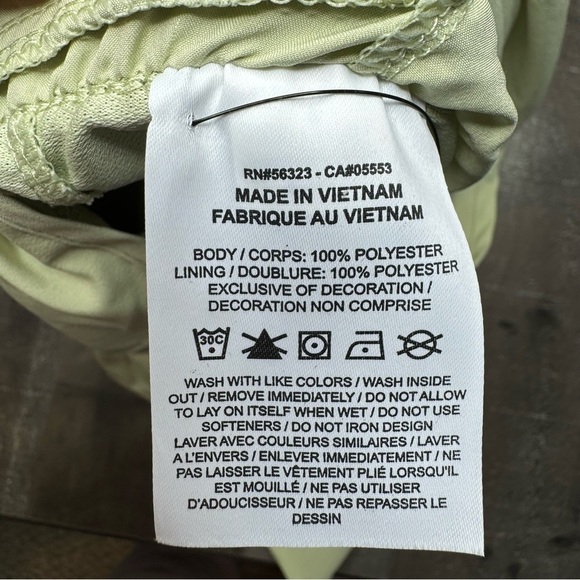 RN#56323 - CA#05553
MADE IN VIETNAM
FABRIQUE AU VIETNAM
BODY / CORPS: 100% POLYESTER
LINING / DOUBLURE: 100% POLYESTER
EXCLUSIVE OF DECORATION /
DECORATION NON COMPRISE
30C
WASH WITH LIKE COLORS / WASH INSIDE
OUT / REMOVE IMMEDIATELY / DO NOT ALLOW
TO LAY ON ITSELF WHEN WET / DO NOT USE
SOFTENERS / DO NOT IRON DESIGN
LAVER AVEC COULEURS SIMILAIRES / LAVER
A L'ENVERS / ENLEVER IMMEDIATEMENT / NE
PAS LAISSER LE VÊTEMENT PLIÉ LORSQU'IL
EST MOUILLÉ / NE PAS UTILISER
D'ADOUCISSEUR / NE PAS REPASSER LE
DESSIN